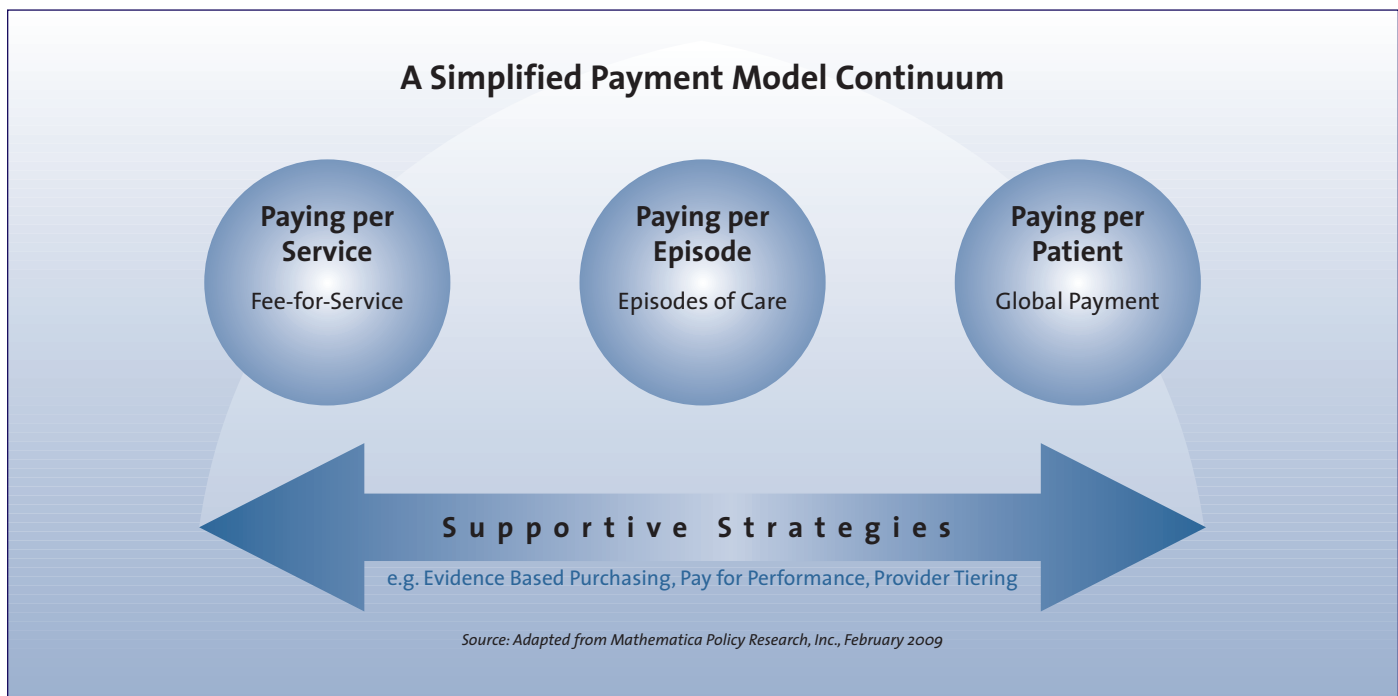 A Simplified Payment Model Continuum
Paying per
Service
Fee-for-Service
Paying per
Episode
Episodes of Care
Paying per
Patient
Global Payment
Supportive Strategies
e.g. Evidence Based Purchasing, Pay for Performance, Provider Tiering
Source: Adapted from Mathematica Policy Research, Inc., February 2009